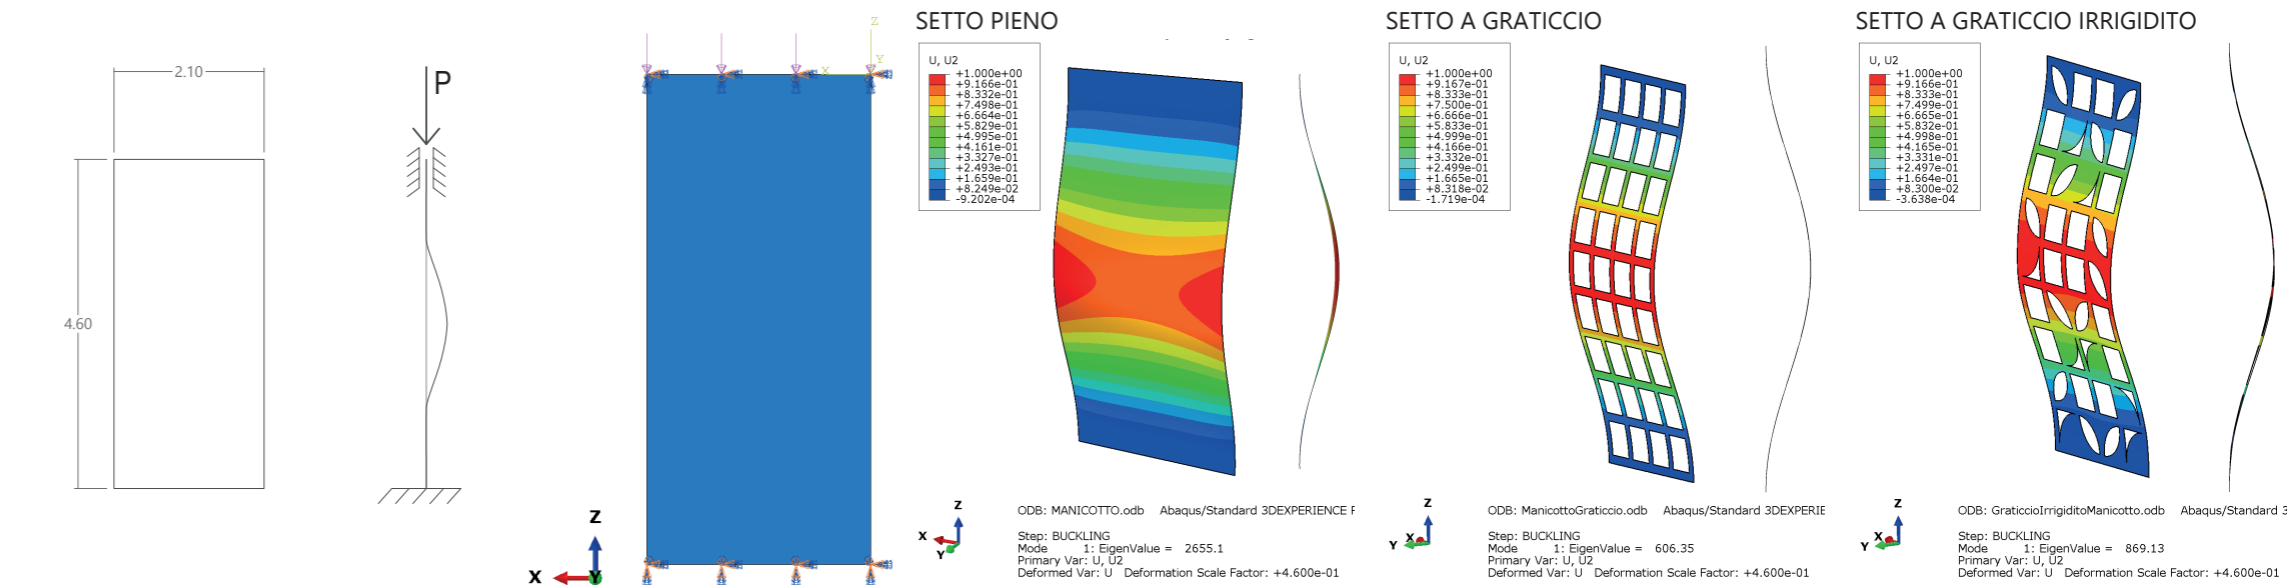 2.10
4.60
P
Z
Y
X
Z
X
Y
SETTO PIENO
U, U2
+1.000e+00
+9.166e-01
+8.332e-01
+7.498e-01
+6.664e-01
+5.829e-01
+4.995e-01
+4.161e-01
+3.327e-01
+2.493e-01
+1.659e-01
+8.249e-02
-9.202e-04
Z
X
Y
ODB: MANICOTTO.odb Abaqus/Standard 3DEXPERIENCE
Step: BUCKLING
Mode 1: EigenValue = 2655.1
Primary Var: U, U2
Deformed Var: U Deformation Scale Factor: +4.600e-01
SETTO A GRATICCIO
U, U2
+1.000e+00
+9.167e-01
+8.333e-01
+7.500e-01
+6.666e-01
+5.833e-01
+4.999e-01
+4.166e-01
+3.332e-01
+2.499e-01
+1.665e-01
+8.318e-02
-1.719e-04
Z
X
Y
ODB: ManicottoGraticcio.odb Abaqus/Standard 3DEXPERIE
Step: BUCKLING
Mode 1: EigenValue = 606.35
Primary Var: U, U2
Deformed Var: U Deformation Scale Factor: +4.600e-01
SETTO A GRATICCIO IRRIGIDITO
U, U2
+1.000e+00
+9.166e-01
+8.333e-01
+7.499e-01
+6.665e-01
+5.832e-01
+4.998e-01
+4.165e-01
+3.331e-01
+2.497e-01
+1.664e-01
+8.300e-02
-3.638e-04
Z
X
Y
ODB: GraticcioIrrigiditoManicotto.odb Abaqus/Standard 3
Step: BUCKLING
Mode 1: EigenValue = 869.13
Primary Var: U, U2
Deformed Var: U Deformation Scale Factor: +4.600e-01